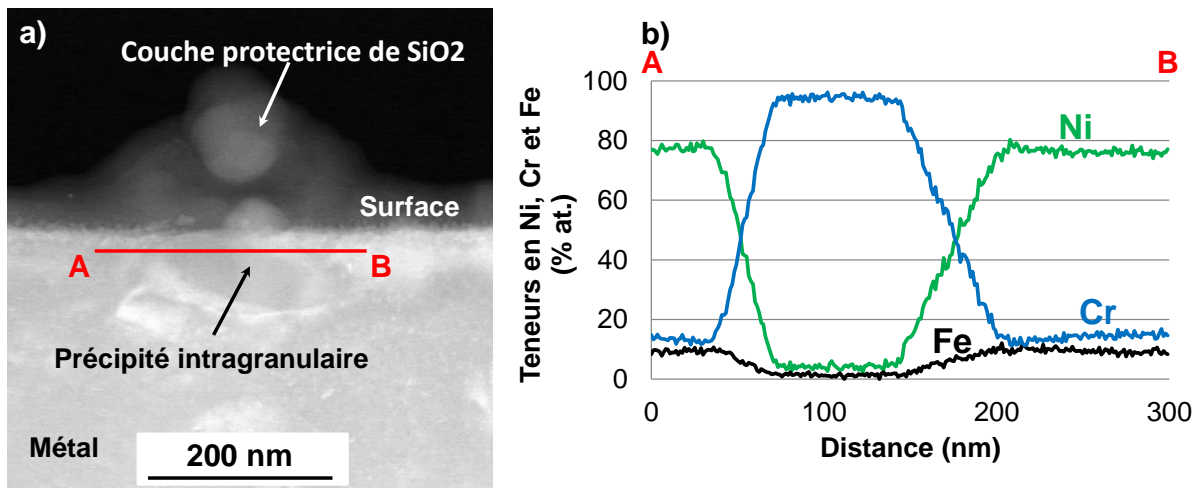 a)
Couche protectrice de SiO2
Surface
A
B
Précipité intragranulaire
Métal
200 nm
b)
A
B
Teneurs en Ni, Cr et Fe
(% at.)
100
80
60
40
20
0
Ni
Cr
Fe
0
100
200
300
Distance (nm)